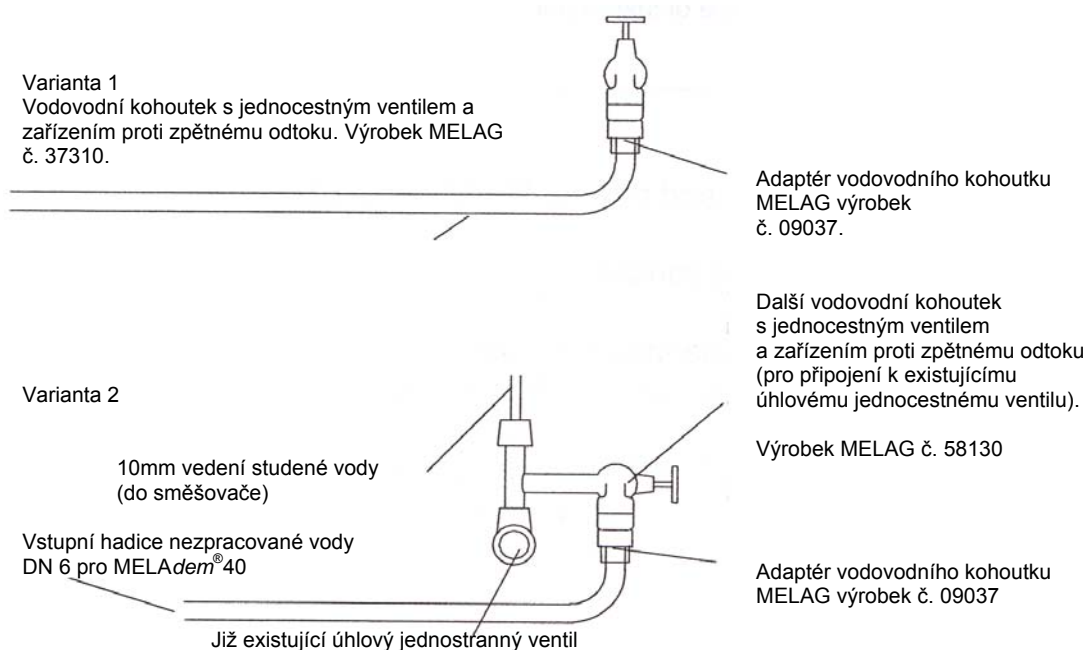 Varianta 1
Vodovodní kohoutek s jednocestným ventilem a
zařízením proti zpětnému odtoku. Výrobek MELAG
č. 37310.
Adaptér vodovodního kohoutku
MELAG výrobek
č. 09037.
Další vodovodní kohoutek
s jednocestným ventilem
a zařízením proti zpětnému odtoku
(pro připojení k existujícímu
úhlovému jednocestnému ventilu).
Výrobek MELAG č. 58130
Varianta 2
10mm vedení studené vody
(do směšovače)
Vstupní hadice nezpracované vody
DN 6 pro MELAdem®40
Adaptér vodovodního kohoutku
MELAG výrobek č. 09037
Již existující úhlový jednostranný ventil